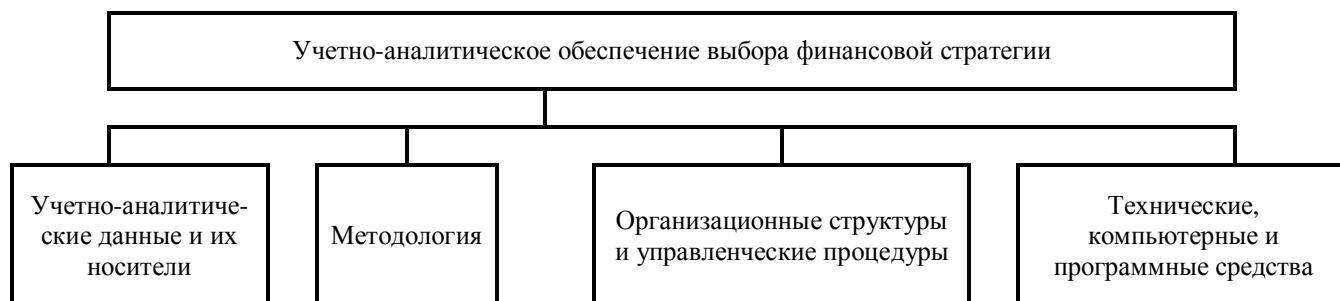 Учетно-аналитическое обеспечение выбора финансовой стратегии
Учетно-аналитиче-
ские данные и их
носители
Методология
Организационные структуры
и управленческие процедуры
Технические,
компьютерные и
программные средства